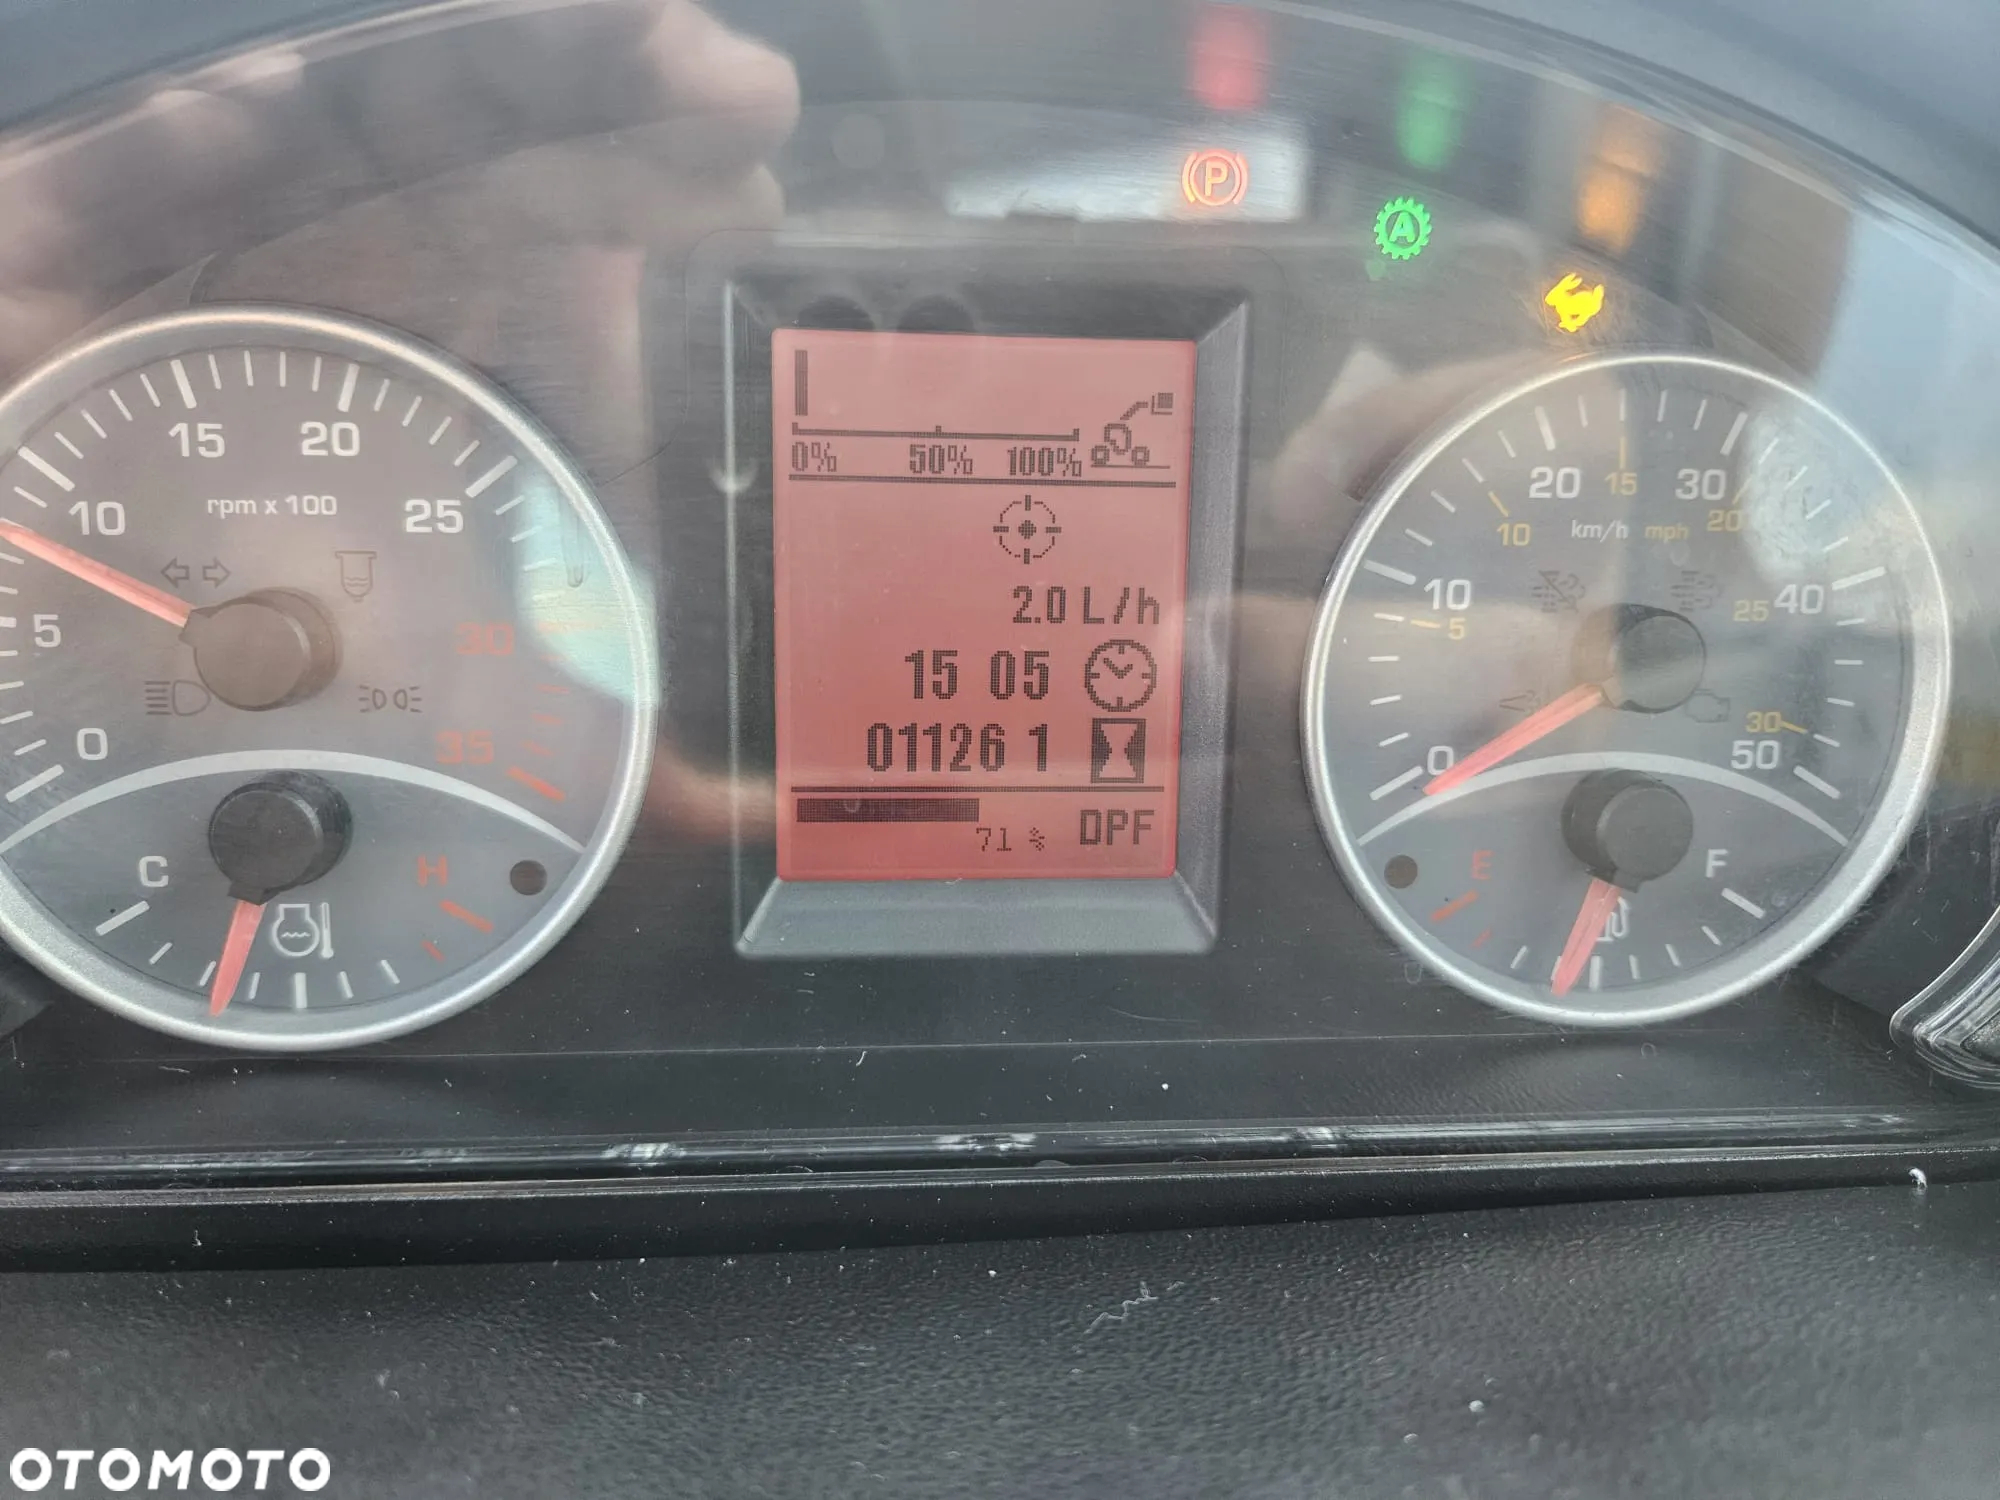 P
A
15 20
10 25
rpm x 100
5 30
0 35
C H
0% 50% 100%
2.0 L/h
15 05
01126 1
71 % DPF
20 15 30
10 20
km/h mph
10 5
25 40
30
0 50
E F
OTOMOTO